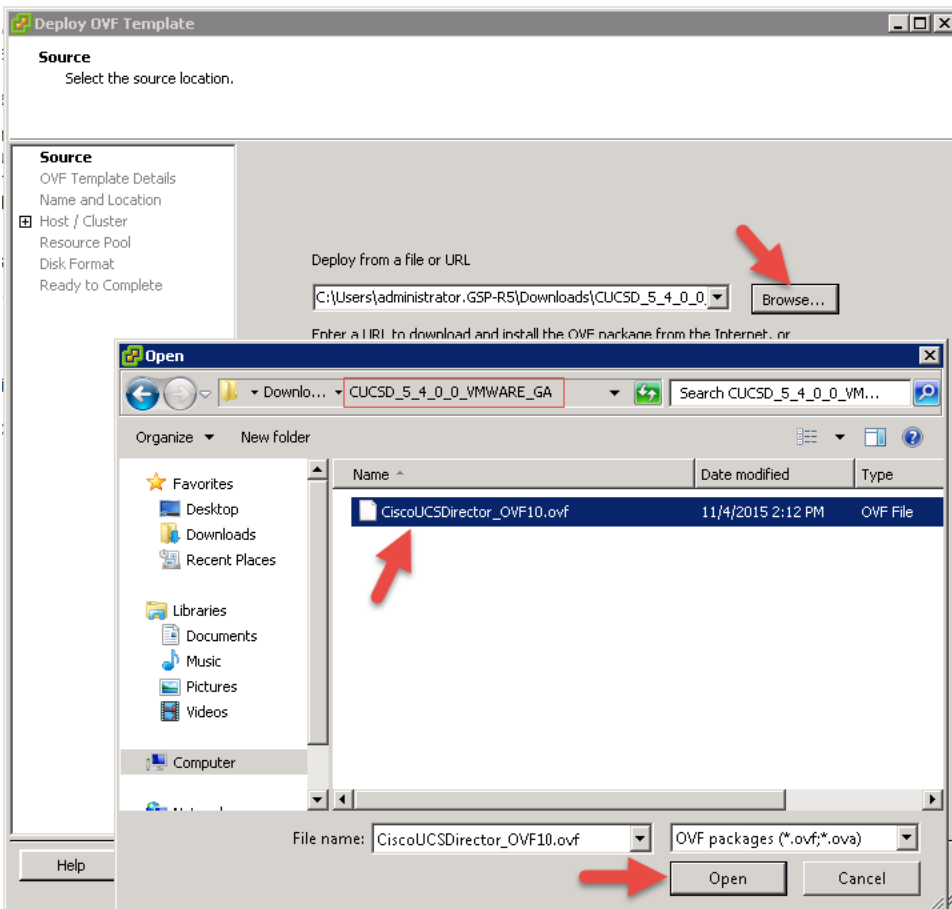 Deploy OVF Template
Source
Select the source location.
Source
OVF Template Details
Name and Location
Host / Cluster
Resource Pool
Disk Format
Ready to Complete
Deploy from a file or URL
C:\Users\administrator.GSP-R5\Downloads\CUCSD_5_4_0_0_
Browse...
Enter a URL to download and install the OVF package from the Internet, or
Open
Downlo... CUCSD_5_4_0_0_VMWARE_GA
Search CUCSD_5_4_0_0_VM...
Organize New folder
Name Date modified Type
Favorites
Desktop
Downloads
Recent Places
Libraries
Documents
Music
Pictures
Videos
Computer
CiscoUCSDirector_OVF10.ovf 11/4/2015 2:12 PM OVF File
File name: CiscoUCSDirector_OVF10.ovf OVF packages (*.ovf;*.ova)
Help
Open Cancel